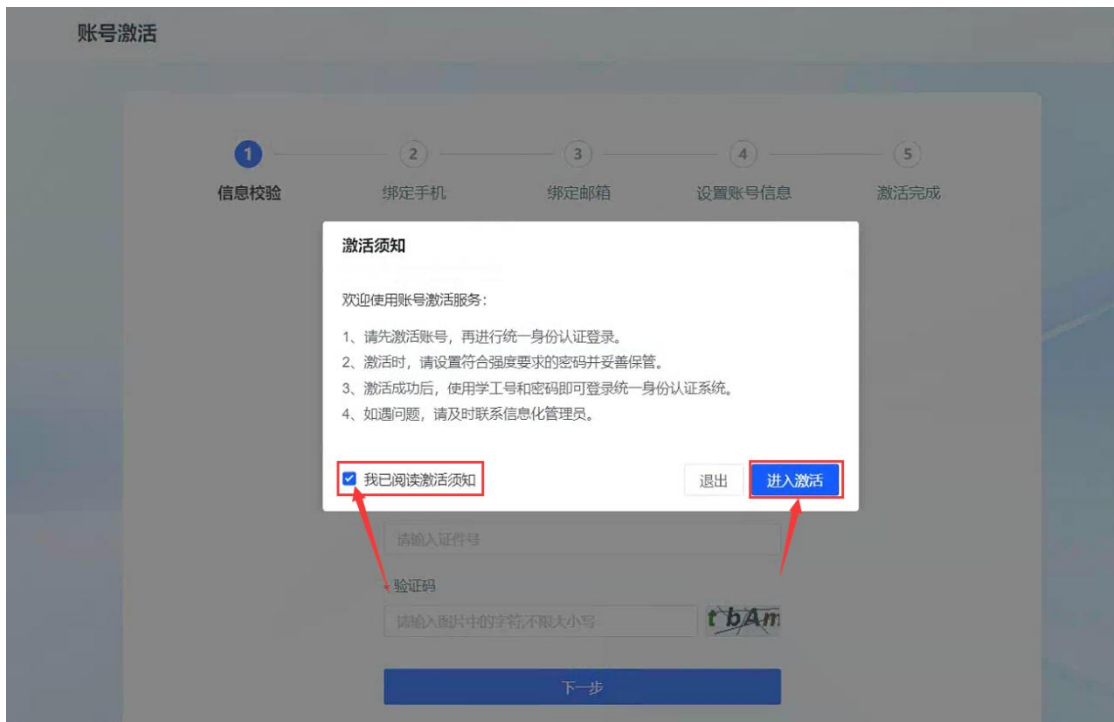 账号激活
1
2
3
4
5
信息校验
绑定手机
绑定邮箱
设置账号信息
激活完成
激活须知
欢迎使用账号激活服务:
1、请先激活账号，再进行统一身份认证登录。
2、激活时，请设置符合强度要求的密码并妥善保管。
3、激活成功后，使用学工号和密码即可登录统一身份认证系统。
4、如遇问题，请及时联系信息化管理员。
我已阅读激活须知
退出
进入激活
请输入证件号
验证码
请输入图片中的字符,不限大小写
tbAm
下一步